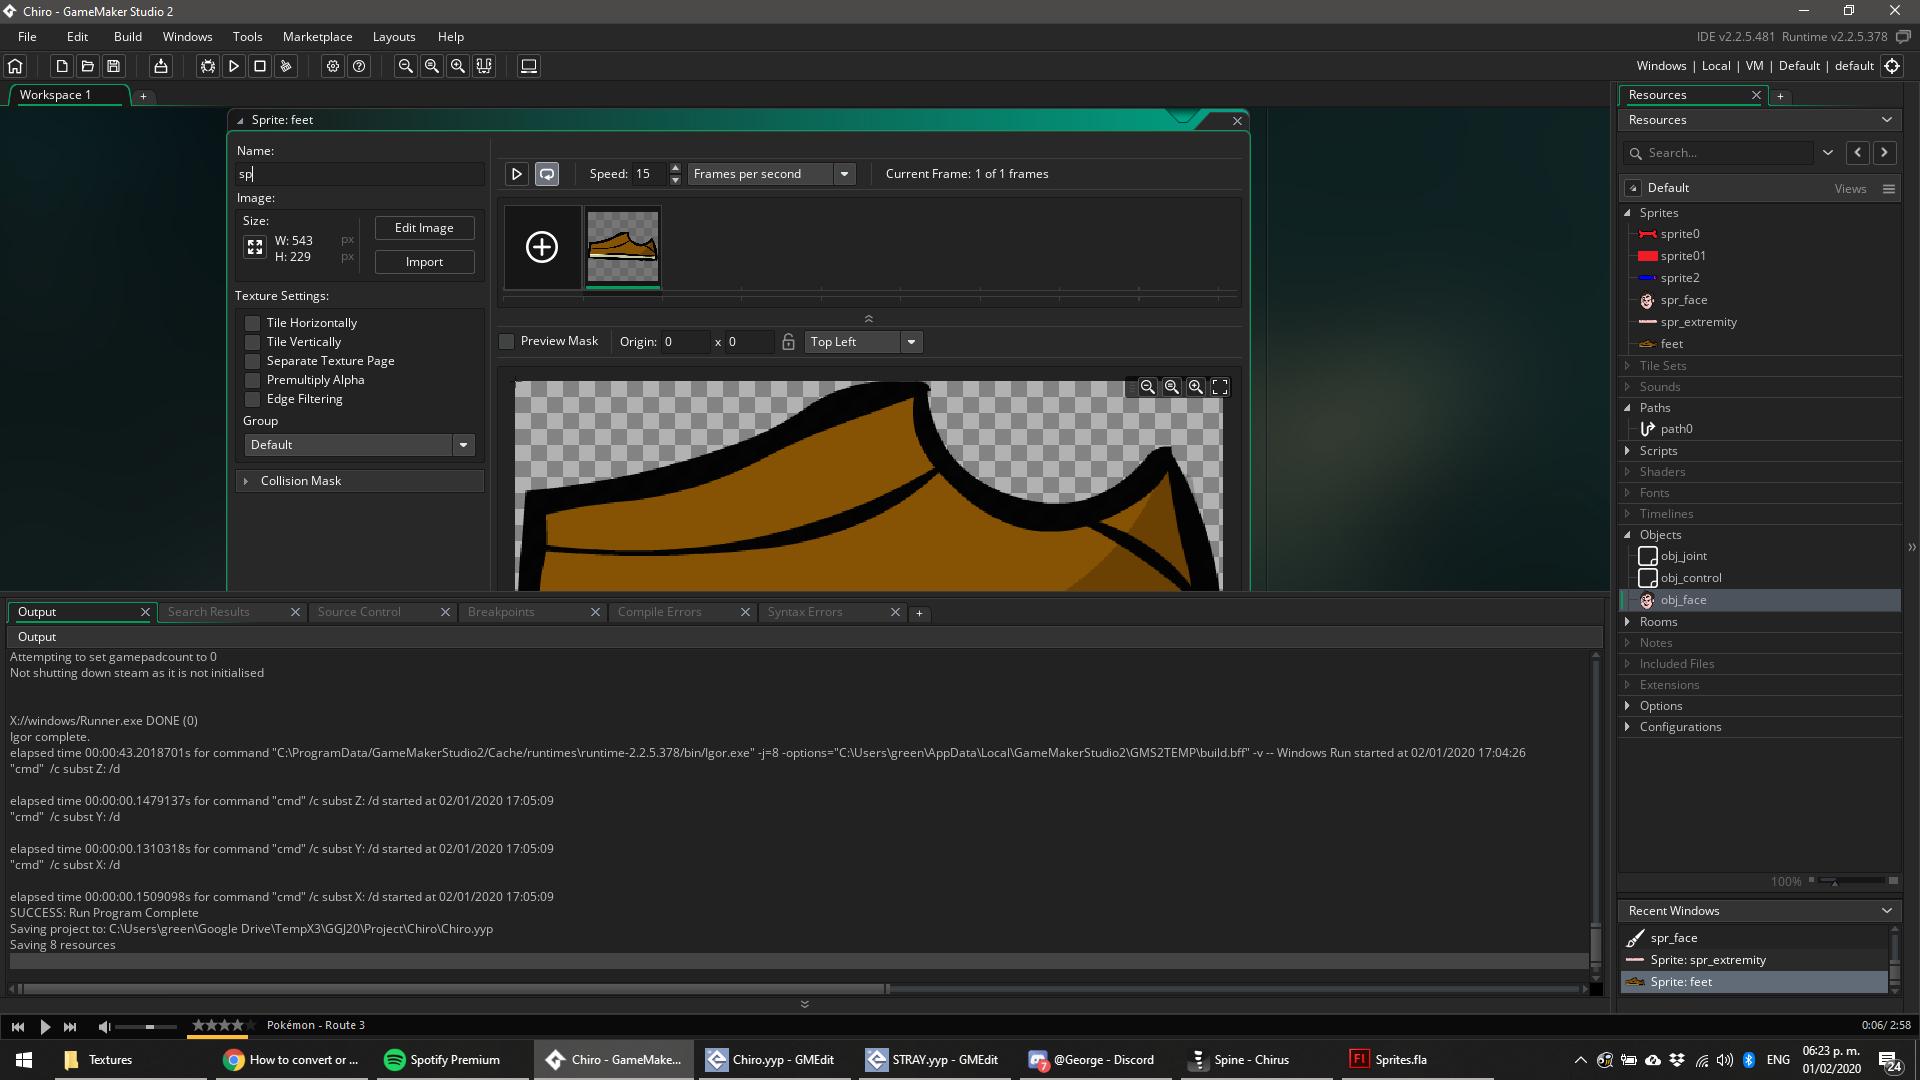 Chiro - GameMaker Studio 2
File Edit Build Windows Tools Marketplace Layouts Help
IDE v2.2.5.481 Runtime v2.2.5.378
Windows | Local | VM | Default | default
Workspace 1
Sprite: feet
Name:
sp
Image:
Size:
W: 543 px
H: 229 px
Edit Image
Import
Texture Settings:
Tile Horizontally
Tile Vertically
Separate Texture Page
Premultiply Alpha
Edge Filtering
Group
Default
Collision Mask
Speed: 15 Frames per second Current Frame: 1 of 1 frames
Preview Mask Origin: 0 x 0 Top Left
Resources
Resources
Search...
Default Views
Sprites
sprite0
sprite01
sprite2
spr_face
spr_extremity
feet
Tile Sets
Sounds
Paths
path0
Scripts
Shaders
Fonts
Timelines
Objects
obj_joint
obj_control
obj_face
Rooms
Notes
Included Files
Extensions
Options
Configurations
100%
Recent Windows
spr_face
Sprite: spr_extremity
Sprite: feet
Output Search Results Source Control Breakpoints Compile Errors Syntax Errors
Output
Attempting to set gamepadcount to 0
Not shutting down steam as it is not initialised
X://windows/Runner.exe DONE (0)
Igor complete.
elapsed time 00:00:43.2018701s for command "C:\ProgramData/GameMakerStudio2/Cache/runtimes\runtime-2.2.5.378/bin/Igor.exe" -j=8 -options="C:\Users\green\AppData\Local\GameMakerStudio2\GMS2TEMP\build.bff" -v -- Windows Run started at 02/01/2020 17:04:26
"cmd" /c subst Z: /d
elapsed time 00:00:00.1479137s for command "cmd" /c subst Z: /d started at 02/01/2020 17:05:09
"cmd" /c subst Y: /d
elapsed time 00:00:00.1310318s for command "cmd" /c subst Y: /d started at 02/01/2020 17:05:09
"cmd" /c subst X: /d
elapsed time 00:00:00.1509098s for command "cmd" /c subst X: /d started at 02/01/2020 17:05:09
SUCCESS: Run Program Complete
Saving project to: C:\Users\green\Google Drive\TempX3\GGJ20\Project\Chiro\Chiro.yyp
Saving 8 resources
Pokémon - Route 3
0:06/ 2:58
Textures
How to convert or ...
Spotify Premium
Chiro - GameMake...
Chiro.yyp - GMEdit
STRAY.yyp - GMEdit
7
@George - Discord
Spine - Chirus
Fl
Sprites.fla
ENG
06:23 p. m.
01/02/2020
24